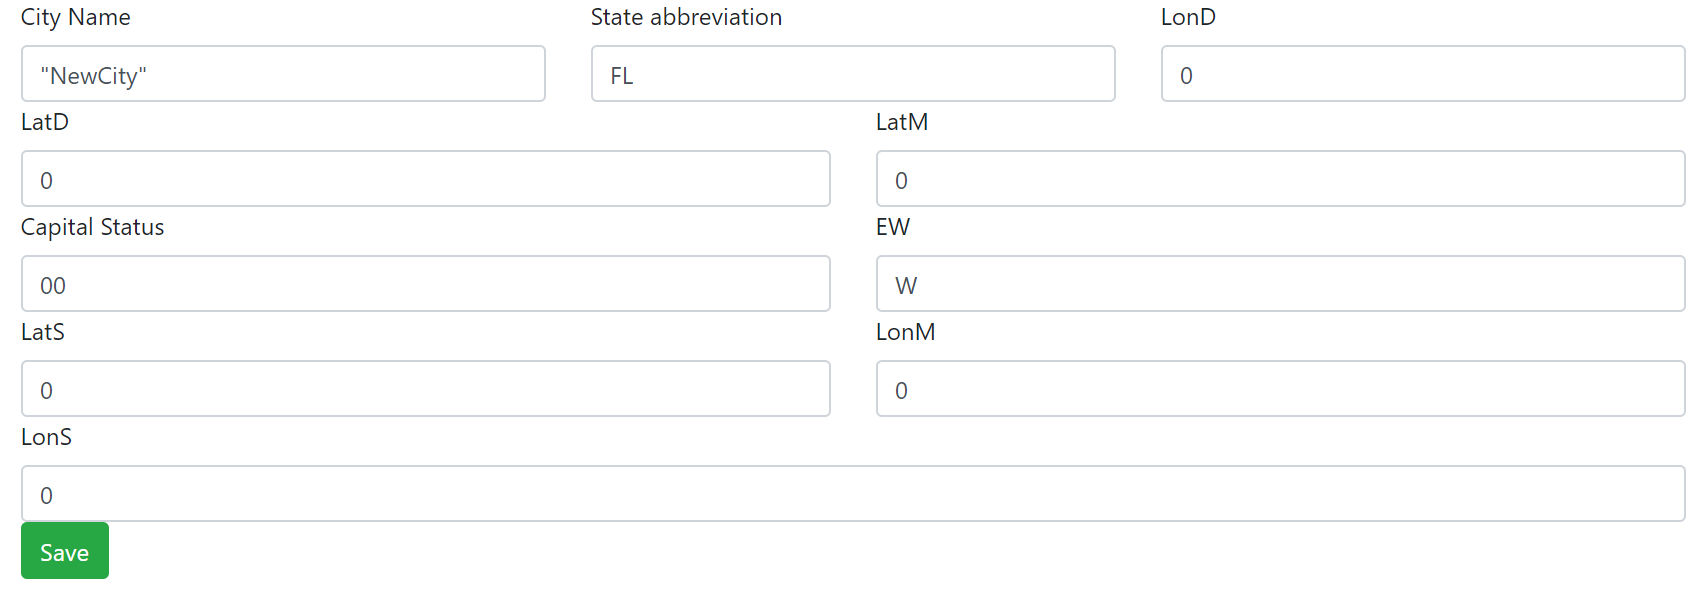 City Name State abbreviation LonD
"NewCity" FL 0
LatD LatM
0 0
Capital Status EW
00 W
LatS LonM
0 0
LonS
0
Save